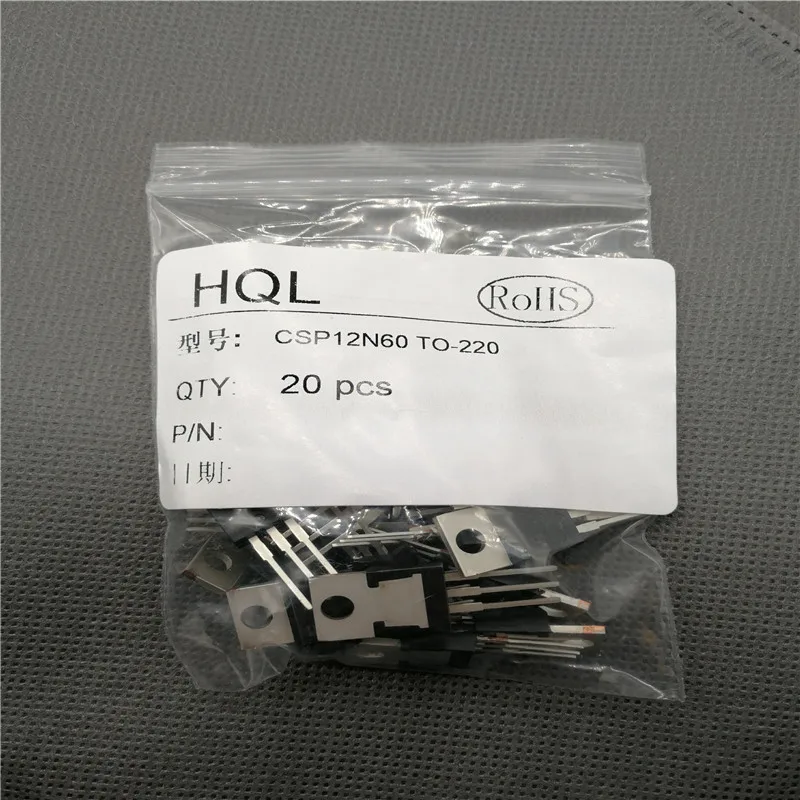 HQL RoHS
型号: CSP12N60 TO-220
QTY: 20 pcs
P/N:
日期: